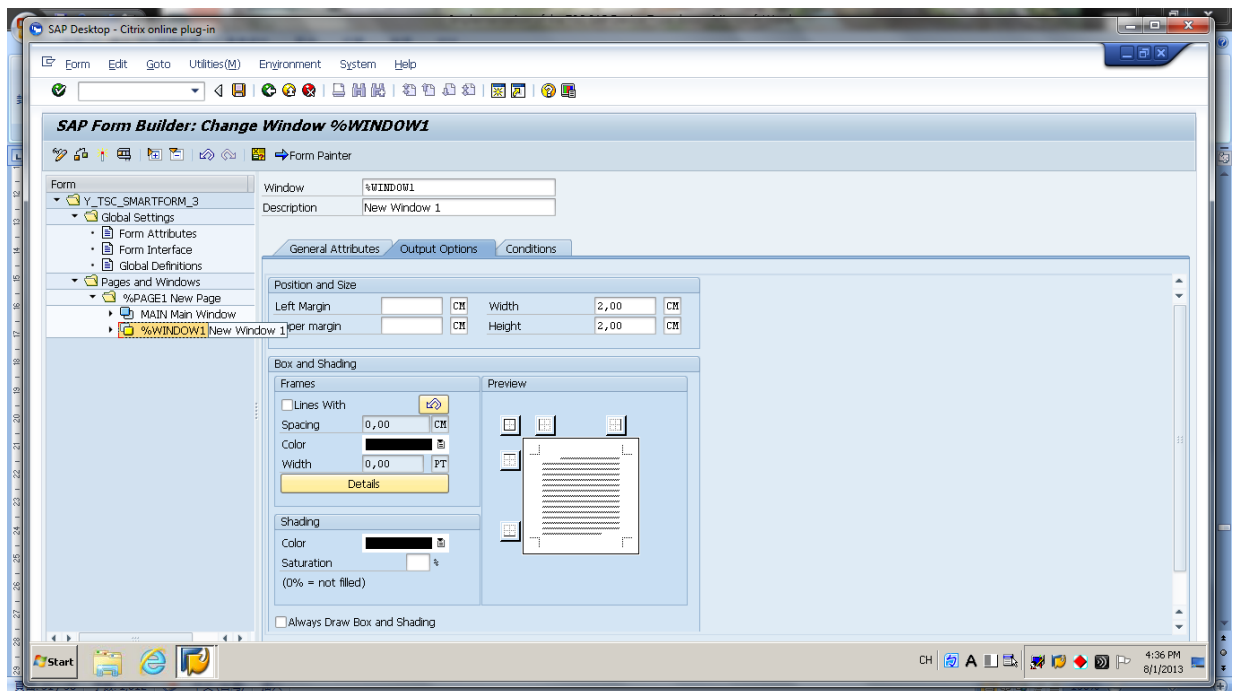 SAP Desktop - Citrix online plug-in
Form Edit Goto Utilities(M) Environment System Help
SAP Form Builder: Change Window %WINDOW1
Form Painter
Form
Y_TSC_SMARTFORM_3
Global Settings
Form Attributes
Form Interface
Global Definitions
Pages and Windows
%PAGE1 New Page
MAIN Main Window
%WINDOW1 New Window 1
Window %WINDOW1
Description New Window 1
General Attributes Output Options Conditions
Position and Size
Left Margin CM Width 2,00 CM
per margin CM Height 2,00 CM
Box and Shading
Frames Preview
Lines With
Spacing 0,00 CM
Color
Width 0,00 PT
Details
Shading
Color
Saturation %
(0% = not filled)
Always Draw Box and Shading
Start
CH A 4:36 PM
8/1/2013